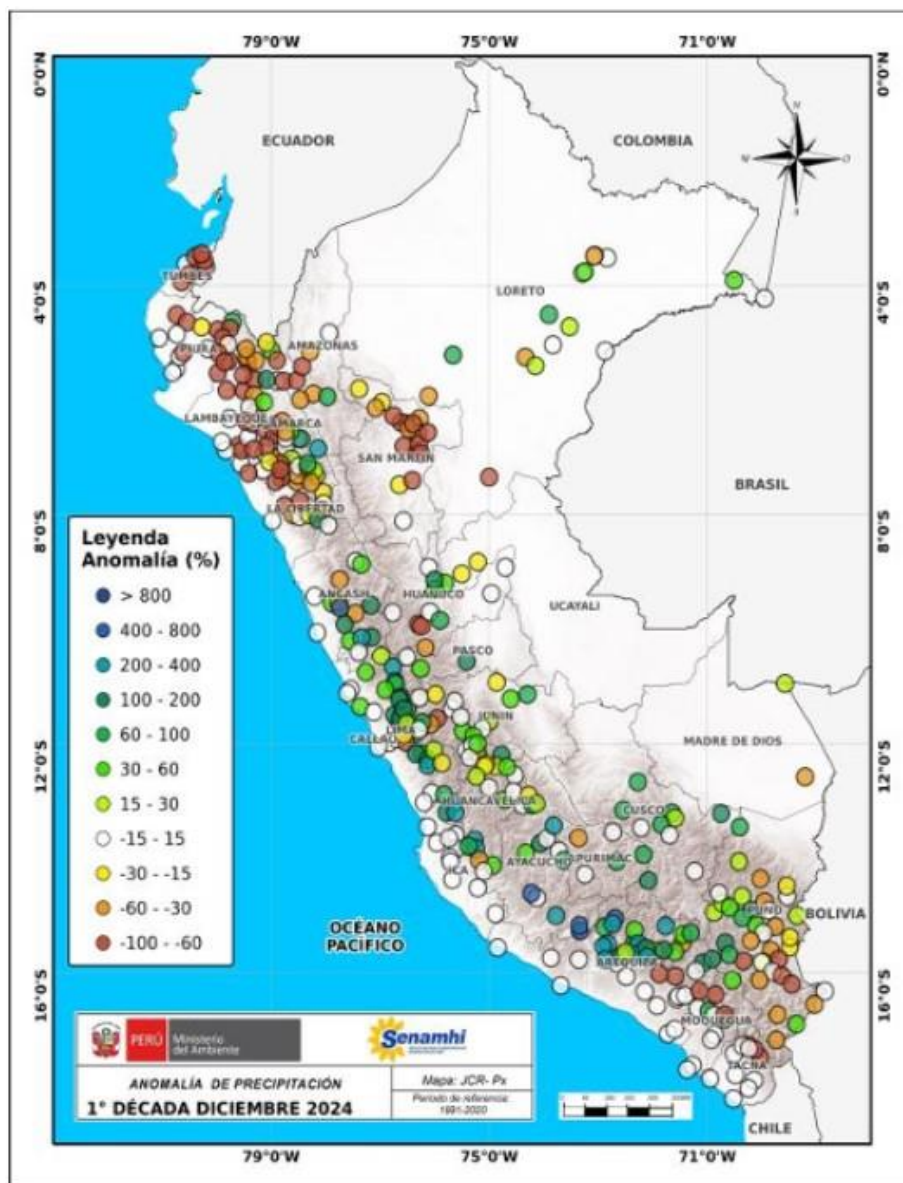 79°0'W 75°0'W 71°0'W
0°0'N
4°0'S
8°0'S
12°0'S
16°0'S
0°0'N
4°0'S
8°0'S
12°0'S
16°0'S
ECUADOR
COLOMBIA
TUMBES
LORETO
PIURA
AMAZONAS
LAMBAYEQUE
SAN MARTIN
BRASIL
LA LIBERTAD
Leyenda
Anomalía (%)
> 800
400 - 800
200 - 400
100 - 200
60 - 100
30 - 60
15 - 30
-15 - 15
-30 - -15
-60 - -30
-100 - -60
ANCASH
HUANUCO
UCAYALI
PASCO
JUNIN
LIMA
CALLAO
MADRE DE DIOS
HUANCAVELICA
CUSCO
AYACUCHO
APURIMAC
ICA
PUNO
BOLIVIA
OCÉANO
PACÍFICO
AREQUIPA
MOQUEGUA
TACNA
CHILE
PERÚ
Ministerio
del Ambiente
Senamhi
ANOMALÍA DE PRECIPITACIÓN
1° DÉCADA DICIEMBRE 2024
Mapa: JCR- Px
Periodo de referencia:
1991-2020
79°0'W 75°0'W 71°0'W